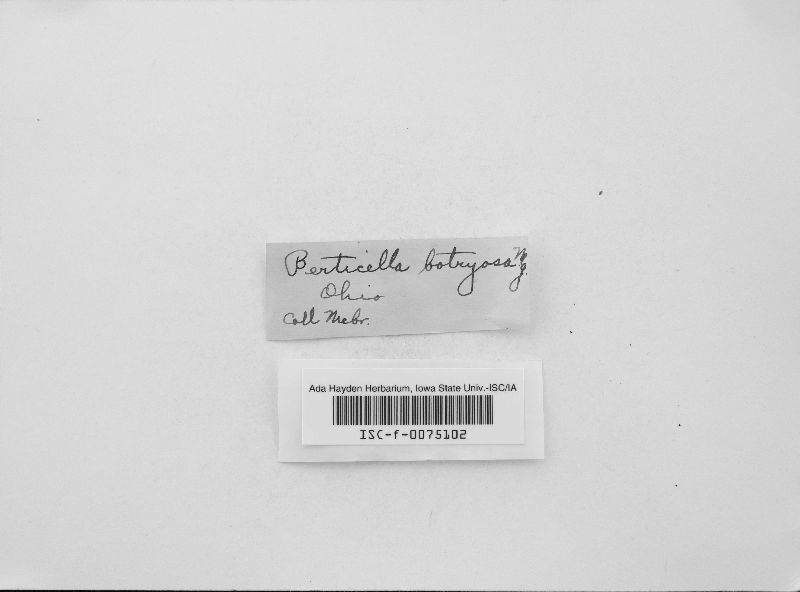 Berticella botryosa
Ohio
Coll Mcbr.
Ada Hayden Herbarium, Iowa State Univ.-ISC/IA
ISC-f-0075102